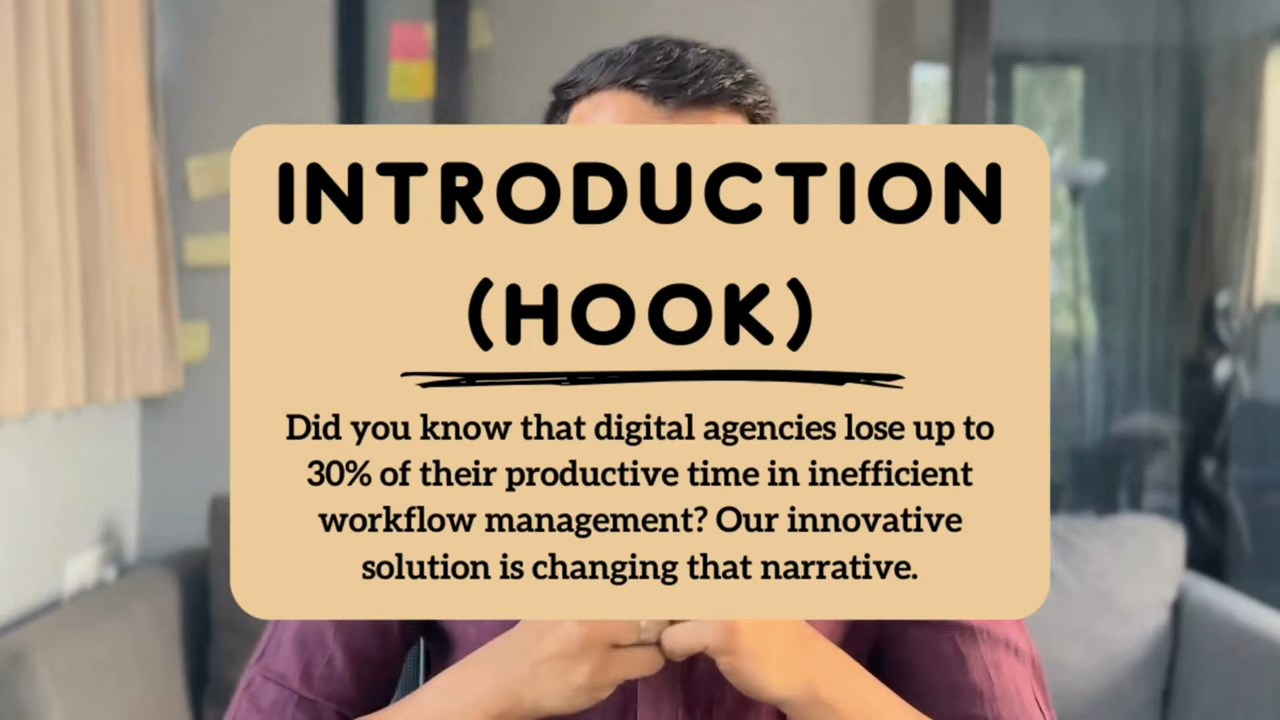 INTRODUCTION
(HOOK)
Did you know that digital agencies lose up to
30% of their productive time in inefficient
workflow management? Our innovative
solution is changing that narrative.